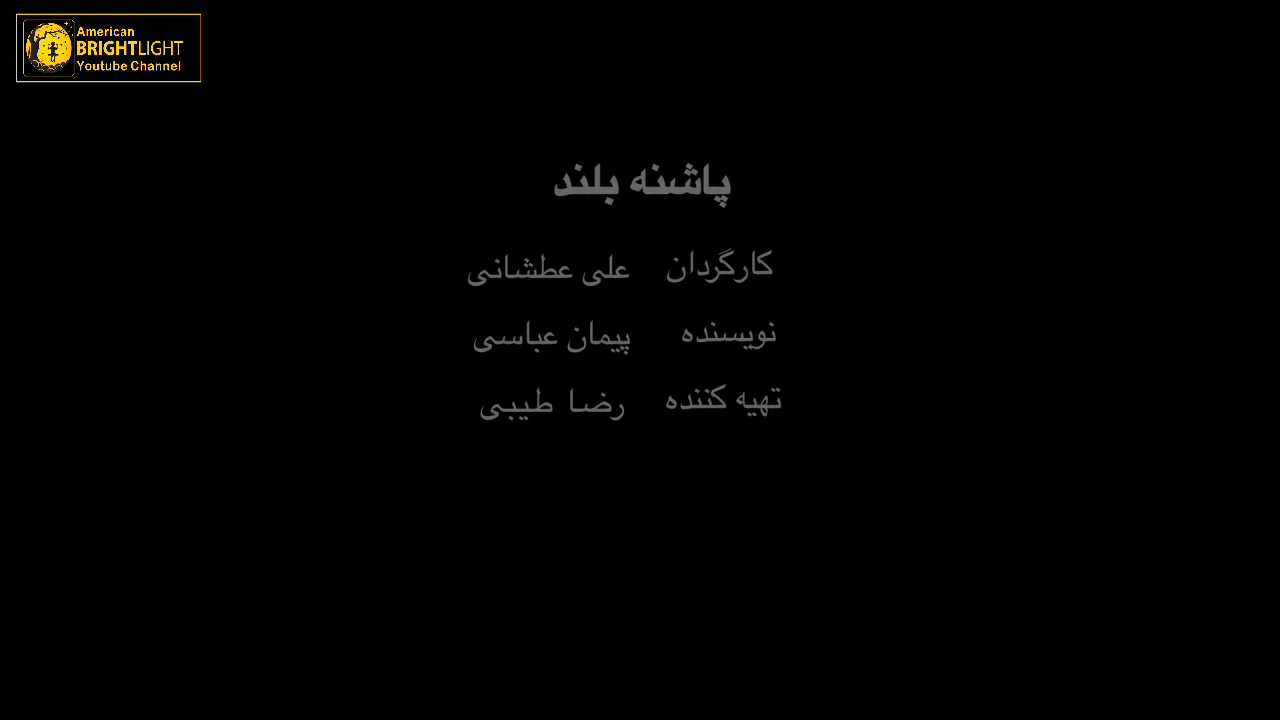 American
BRIGHTLIGHT
Youtube Channel
پاشنه بلند
کارگردان علی عطشانی
نویسنده پیمان عباسی
تهیه کننده رضا طیبی